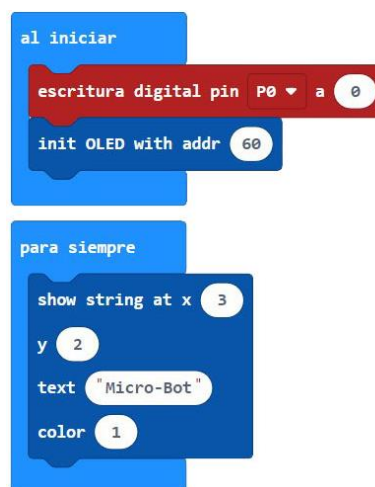 al iniciar
escritura digital pin P0 a 0
init OLED with addr 60
para siempre
show string at x 3
y 2
text "Micro-Bot"
color 1